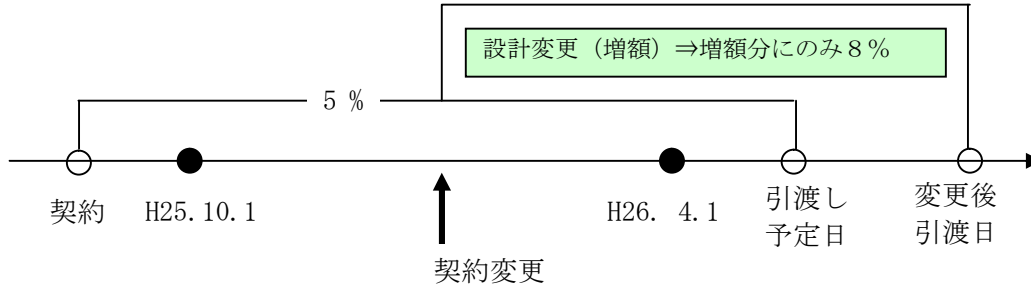 設計変更（増額）⇒増額分にのみ８％
5 %
契約
H25.10.1
H26. 4.1
引渡し
予定日
変更後
引渡日
契約変更